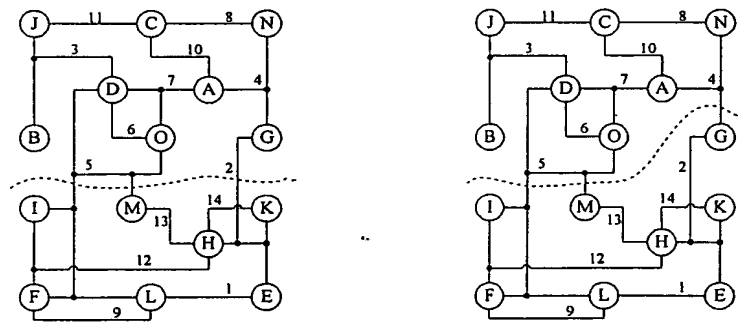 J 11 C 8 N
3 10
D 7 A 4
B 6 O G
5 2
I M 14 K
13 H
12
F L 1 E
9
J 11 C 8 N
3 10
D 7 A 4
B 6 O G
5 2
I M 14 K
13 H
12
F L 1 E
9